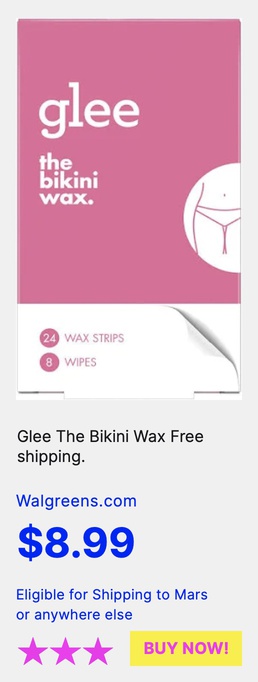 glee
the
bikini
wax.
24 WAX STRIPS
8 WIPES
Glee The Bikini Wax Free
shipping.
Walgreens.com
$8.99
Eligible for Shipping to Mars
or anywhere else
BUY NOW!